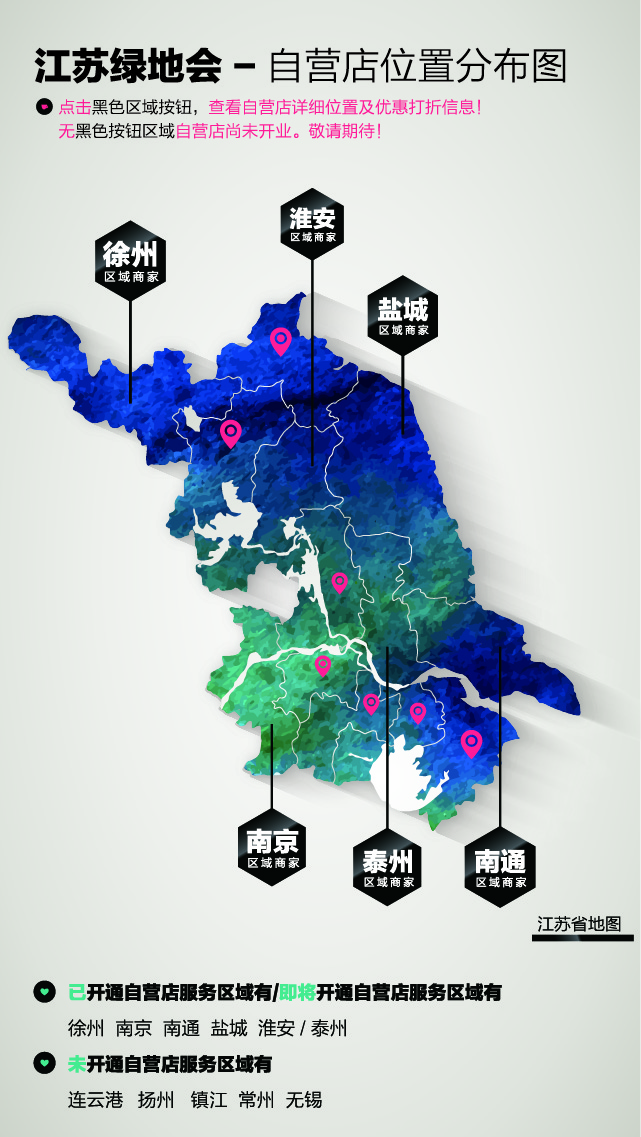 江苏绿地会 – 自营店位置分布图
点击黑色区域按钮，查看自营店详细位置及优惠打折信息！
无黑色按钮区域自营店尚未开业。敬请期待！
淮安
区域商家
徐州
区域商家
盐城
区域商家
南京
区域商家
泰州
区域商家
南通
区域商家
江苏省地图
已开通自营店服务区域有/即将开通自营店服务区域有
徐州 南京 南通 盐城 淮安 / 泰州
未开通自营店服务区域有
连云港 扬州 镇江 常州 无锡